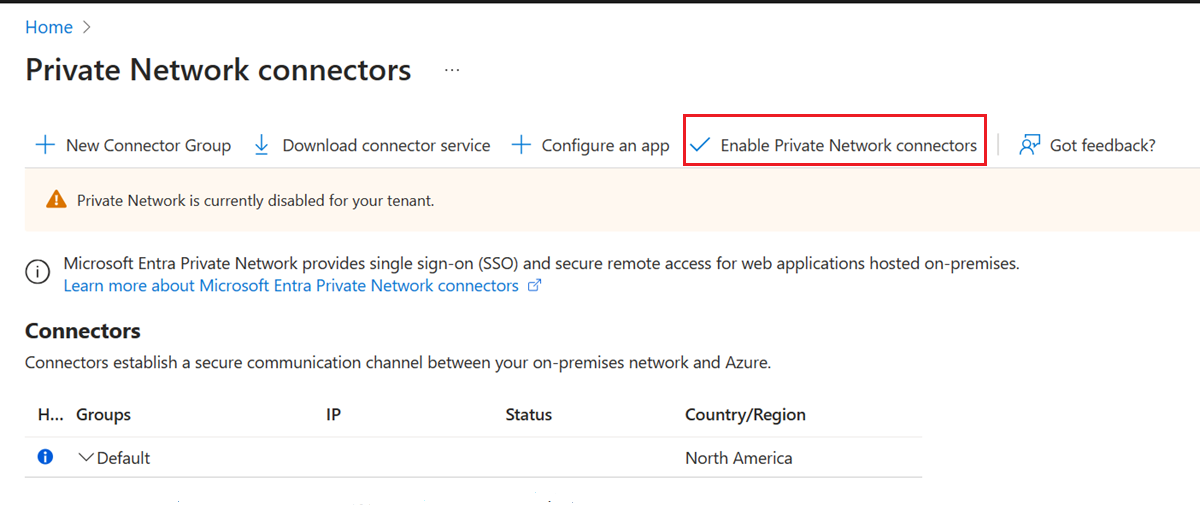 Home
Private Network connectors ...
New Connector Group Download connector service Configure an app Enable Private Network connectors Got feedback?
Private Network is currently disabled for your tenant.
Microsoft Entra Private Network provides single sign-on (SSO) and secure remote access for web applications hosted on-premises.
Learn more about Microsoft Entra Private Network connectors
Connectors
Connectors establish a secure communication channel between your on-premises network and Azure.
H... Groups IP Status Country/Region
Default North America